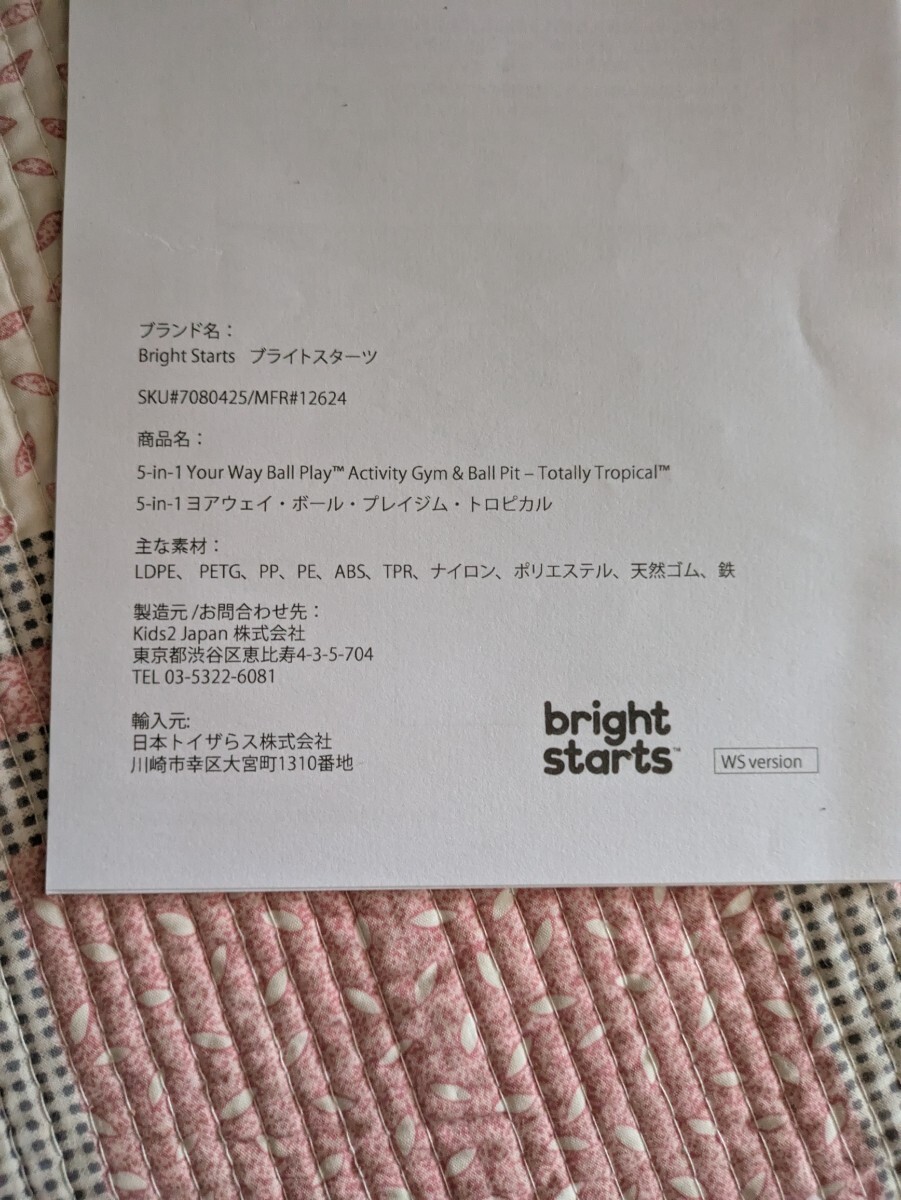 ブランド名：
Bright Starts ブライトスターツ
SKU#7080425/MFR#12624
商品名：
5-in-1 Your Way Ball Play™ Activity Gym & Ball Pit – Totally Tropical™
5-in-1ヨアウェイ・ボール・プレイジム・トロピカル
主な素材：
LDPE、 PETG、PP、PE、ABS、TPR、ナイロン、ポリエステル、天然ゴム、鉄
製造元/お問合わせ先：
Kids2 Japan 株式会社
東京都渋谷区恵比寿4-3-5-704
TEL 03-5322-6081
輸入元:
日本トイザらス株式会社
川崎市幸区大宮町1310番地
bright
starts™
WS version